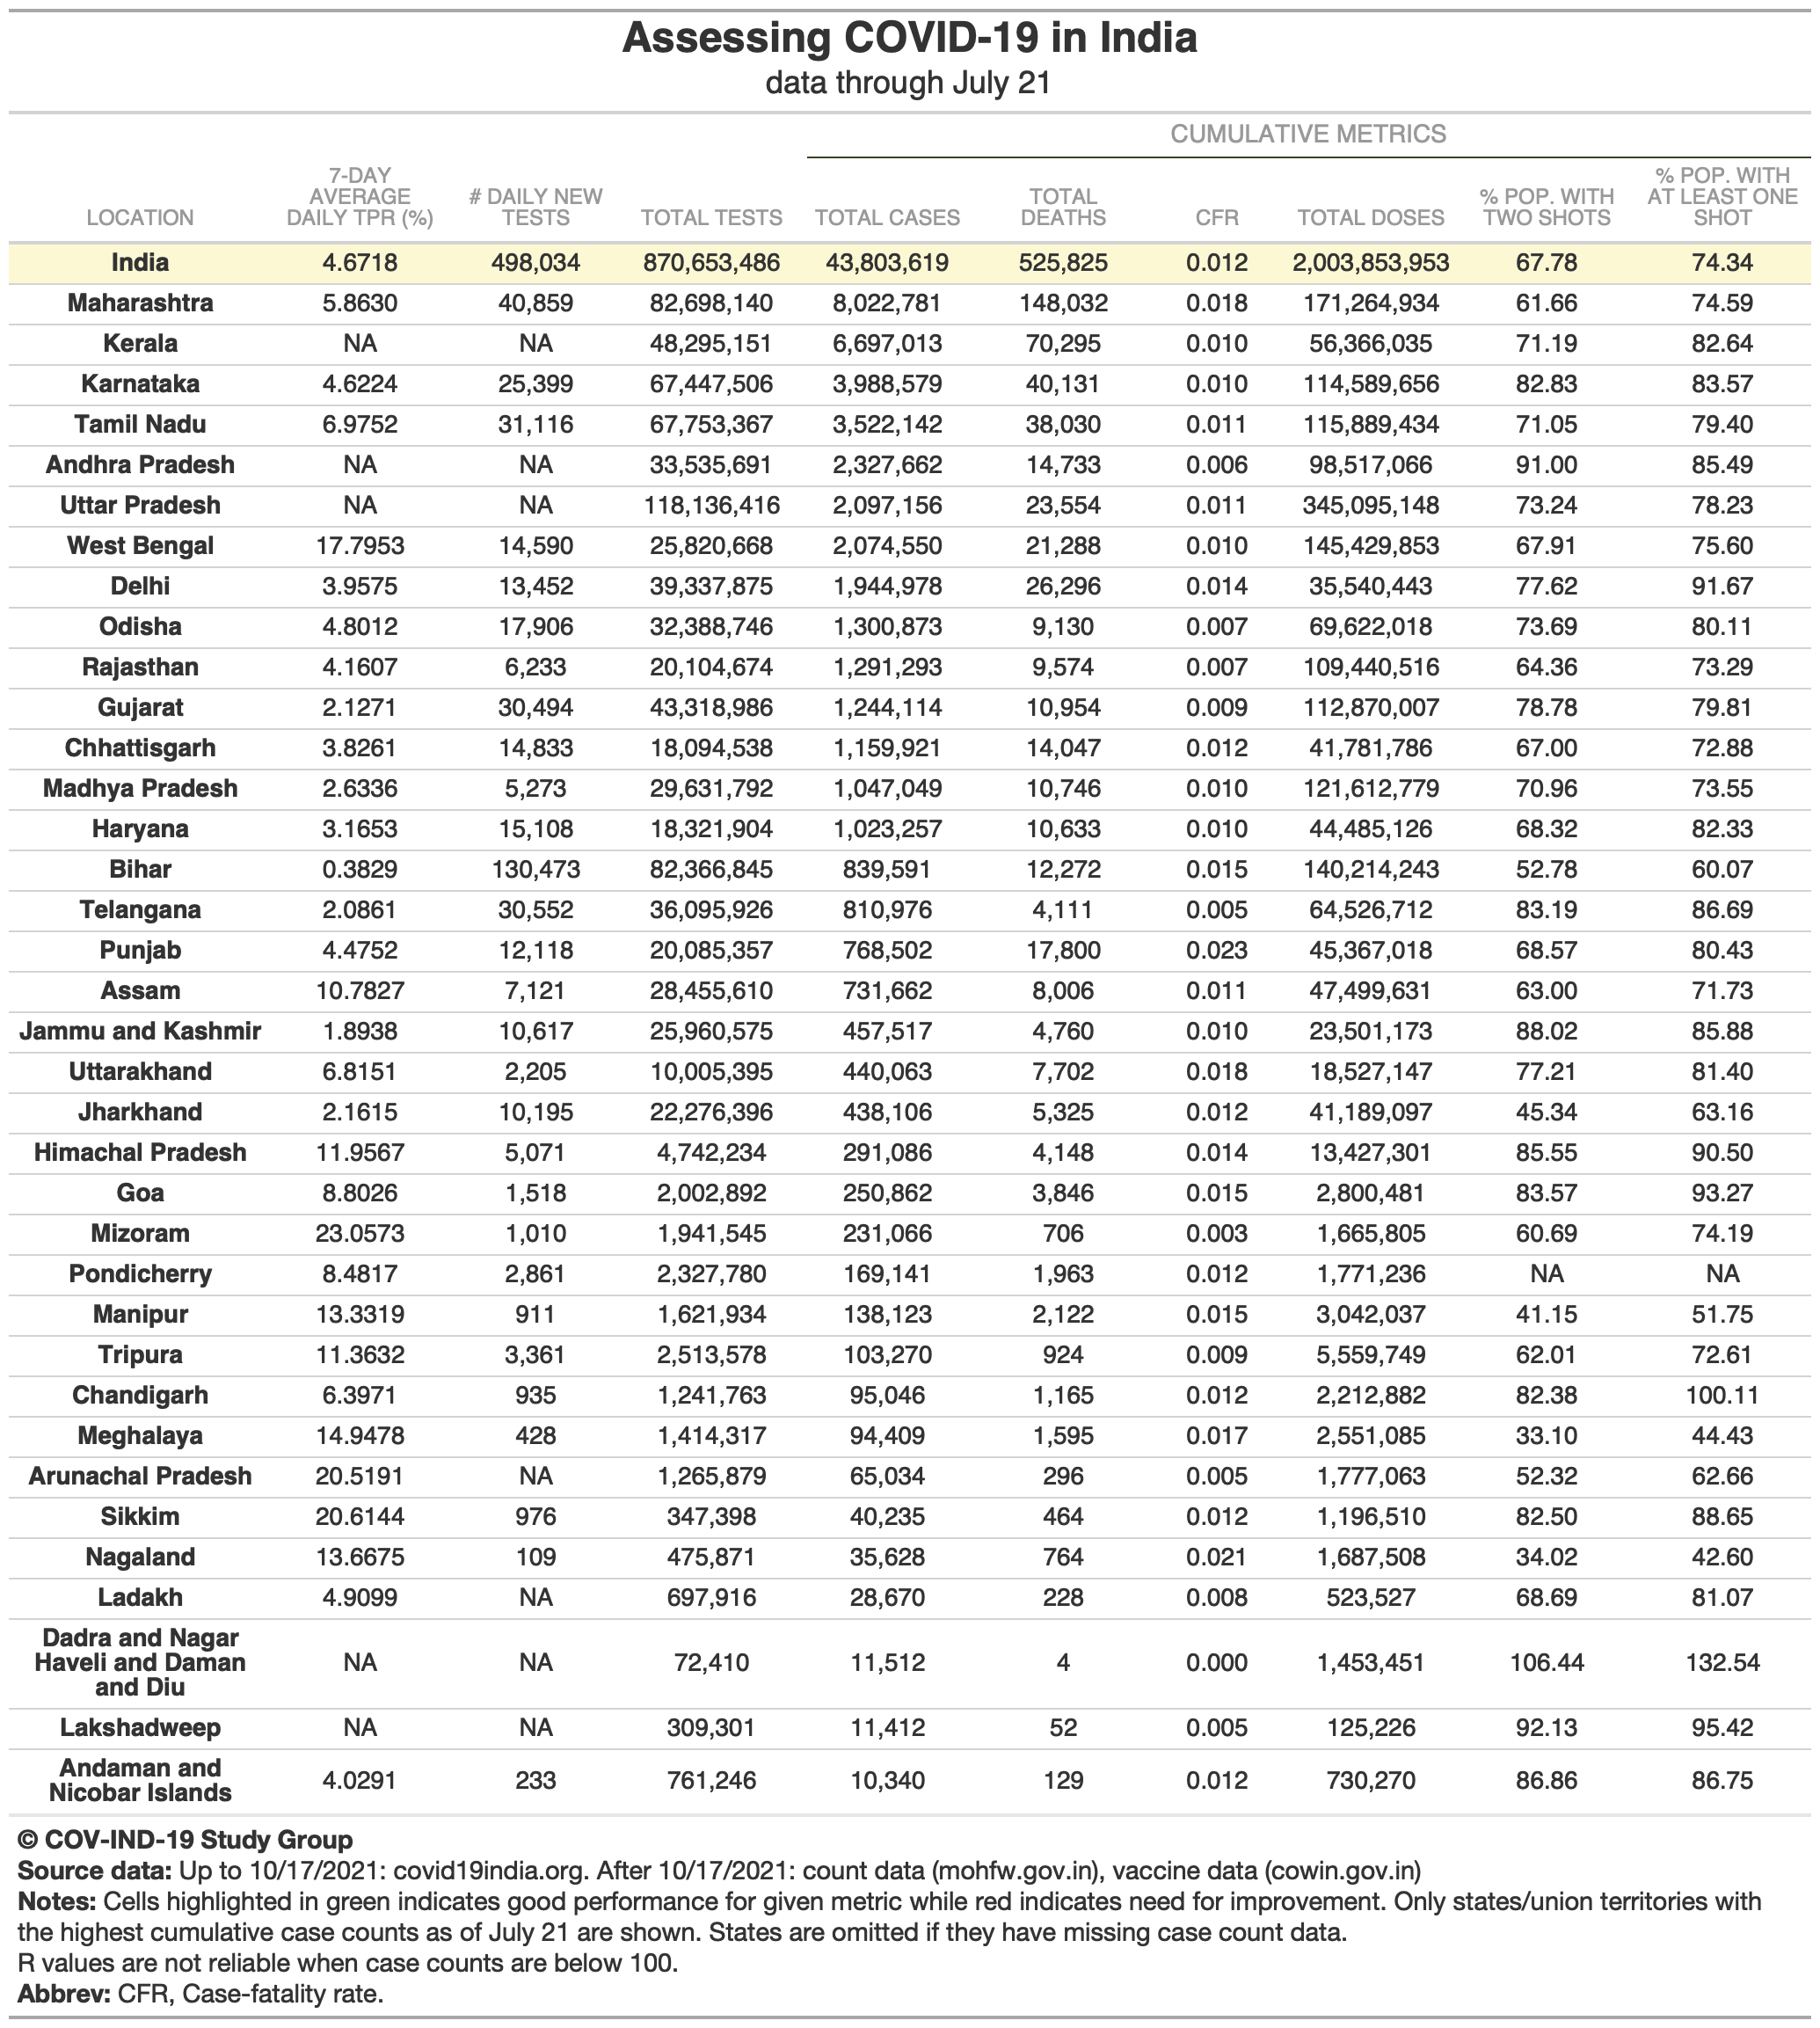 Assessing COVID-19 in India
data through July 21
CUMULATIVE METRICS
LOCATION 7-DAY AVERAGE DAILY TPR (%) # DAILY NEW TESTS TOTAL TESTS TOTAL CASES TOTAL DEATHS CFR TOTAL DOSES % POP. WITH TWO SHOTS % POP. WITH AT LEAST ONE SHOT
India 4.6718 498,034 870,653,486 43,803,619 525,825 0.012 2,003,853,953 67.78 74.34
Maharashtra 5.8630 40,859 82,698,140 8,022,781 148,032 0.018 171,264,934 61.66 74.59
Kerala NA NA 48,295,151 6,697,013 70,295 0.010 56,366,035 71.19 82.64
Karnataka 4.6224 25,399 67,447,506 3,988,579 40,131 0.010 114,589,656 82.83 83.57
Tamil Nadu 6.9752 31,116 67,753,367 3,522,142 38,030 0.011 115,889,434 71.05 79.40
Andhra Pradesh NA NA 33,535,691 2,327,662 14,733 0.006 98,517,066 91.00 85.49
Uttar Pradesh NA NA 118,136,416 2,097,156 23,554 0.011 345,095,148 73.24 78.23
West Bengal 17.7953 14,590 25,820,668 2,074,550 21,288 0.010 145,429,853 67.91 75.60
Delhi 3.9575 13,452 39,337,875 1,944,978 26,296 0.014 35,540,443 77.62 91.67
Odisha 4.8012 17,906 32,388,746 1,300,873 9,130 0.007 69,622,018 73.69 80.11
Rajasthan 4.1607 6,233 20,104,674 1,291,293 9,574 0.007 109,440,516 64.36 73.29
Gujarat 2.1271 30,494 43,318,986 1,244,114 10,954 0.009 112,870,007 78.78 79.81
Chhattisgarh 3.8261 14,833 18,094,538 1,159,921 14,047 0.012 41,781,786 67.00 72.88
Madhya Pradesh 2.6336 5,273 29,631,792 1,047,049 10,746 0.010 121,612,779 70.96 73.55
Haryana 3.1653 15,108 18,321,904 1,023,257 10,633 0.010 44,485,126 68.32 82.33
Bihar 0.3829 130,473 82,366,845 839,591 12,272 0.015 140,214,243 52.78 60.07
Telangana 2.0861 30,552 36,095,926 810,976 4,111 0.005 64,526,712 83.19 86.69
Punjab 4.4752 12,118 20,085,357 768,502 17,800 0.023 45,367,018 68.57 80.43
Assam 10.7827 7,121 28,455,610 731,662 8,006 0.011 47,499,631 63.00 71.73
Jammu and Kashmir 1.8938 10,617 25,960,575 457,517 4,760 0.010 23,501,173 88.02 85.88
Uttarakhand 6.8151 2,205 10,005,395 440,063 7,702 0.018 18,527,147 77.21 81.40
Jharkhand 2.1615 10,195 22,276,396 438,106 5,325 0.012 41,189,097 45.34 63.16
Himachal Pradesh 11.9567 5,071 4,742,234 291,086 4,148 0.014 13,427,301 85.55 90.50
Goa 8.8026 1,518 2,002,892 250,862 3,846 0.015 2,800,481 83.57 93.27
Mizoram 23.0573 1,010 1,941,545 231,066 706 0.003 1,665,805 60.69 74.19
Pondicherry 8.4817 2,861 2,327,780 169,141 1,963 0.012 1,771,236 NA NA
Manipur 13.3319 911 1,621,934 138,123 2,122 0.015 3,042,037 41.15 51.75
Tripura 11.3632 3,361 2,513,578 103,270 924 0.009 5,559,749 62.01 72.61
Chandigarh 6.3971 935 1,241,763 95,046 1,165 0.012 2,212,882 82.38 100.11
Meghalaya 14.9478 428 1,414,317 94,409 1,595 0.017 2,551,085 33.10 44.43
Arunachal Pradesh 20.5191 NA 1,265,879 65,034 296 0.005 1,777,063 52.32 62.66
Sikkim 20.6144 976 347,398 40,235 464 0.012 1,196,510 82.50 88.65
Nagaland 13.6675 109 475,871 35,628 764 0.021 1,687,508 34.02 42.60
Ladakh 4.9099 NA 697,916 28,670 228 0.008 523,527 68.69 81.07
Dadra and Nagar Haveli and Daman and Diu NA NA 72,410 11,512 4 0.000 1,453,451 106.44 132.54
Lakshadweep NA NA 309,301 11,412 52 0.005 125,226 92.13 95.42
Andaman and Nicobar Islands 4.0291 233 761,246 10,340 129 0.012 730,270 86.86 86.75
© COV-IND-19 Study Group
Source data: Up to 10/17/2021: covid19india.org. After 10/17/2021: count data (mohfw.gov.in), vaccine data (cowin.gov.in)
Notes: Cells highlighted in green indicates good performance for given metric while red indicates need for improvement. Only states/union territories with
the highest cumulative case counts as of July 21 are shown. States are omitted if they have missing case count data.
R values are not reliable when case counts are below 100.
Abbrev: CFR, Case-fatality rate.